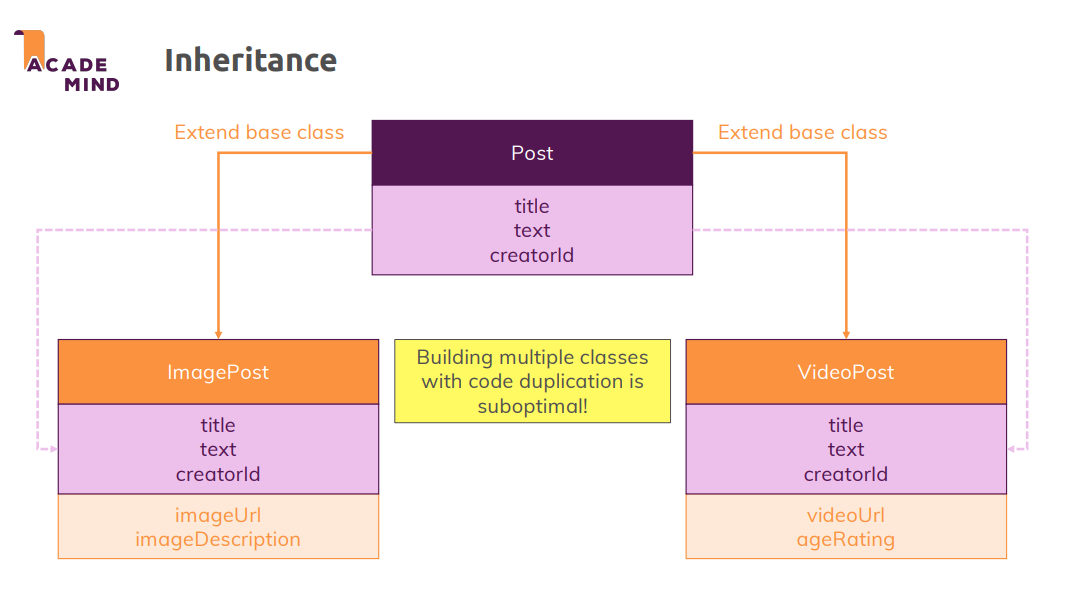 ACADE
MIND
Inheritance
Extend base class
Post
Extend base class
title
text
creatorId
ImagePost
title
text
creatorId
imageUrl
imageDescription
Building multiple classes
with code duplication is
suboptimal!
VideoPost
title
text
creatorId
videoUrl
ageRating